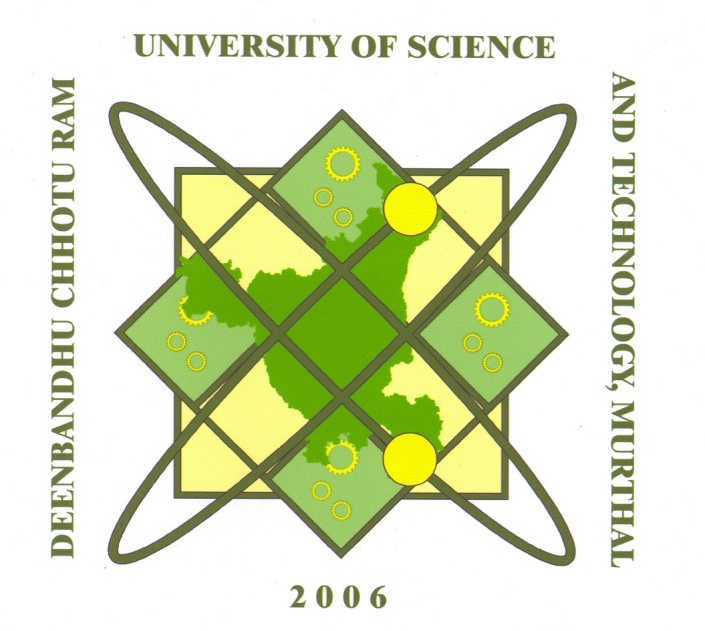 DEENBANDHU CHHOTU RAM
UNIVERSITY OF SCIENCE
AND TECHNOLOGY, MURTHAL
2006